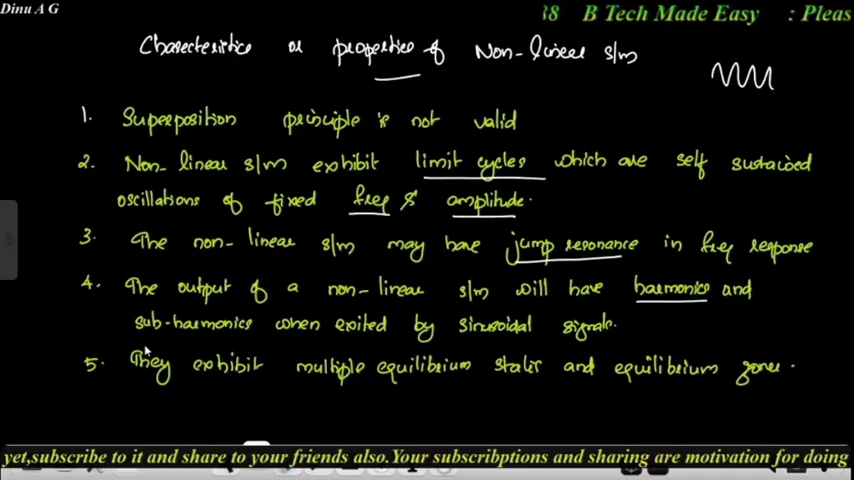 Dinu A G
38 B Tech Made Easy : Pleas
Characteristics or properties of Non-linear s/m
1. Superposition principle is not valid
2. Non-linear s/m exhibit limit cycles which are self sustained
oscillations of fixed freq & amplitude.
3. The non-linear s/m may have jump resonance in freq response
4. The output of a non-linear s/m will have harmonics and
sub-harmonics when exited by sinusoidal signals.
5. They exhibit multiple equilibrium states and equilibrium zones.
yet,subscribe to it and share to your friends also.Your subscribptions and sharing are motivation for doing